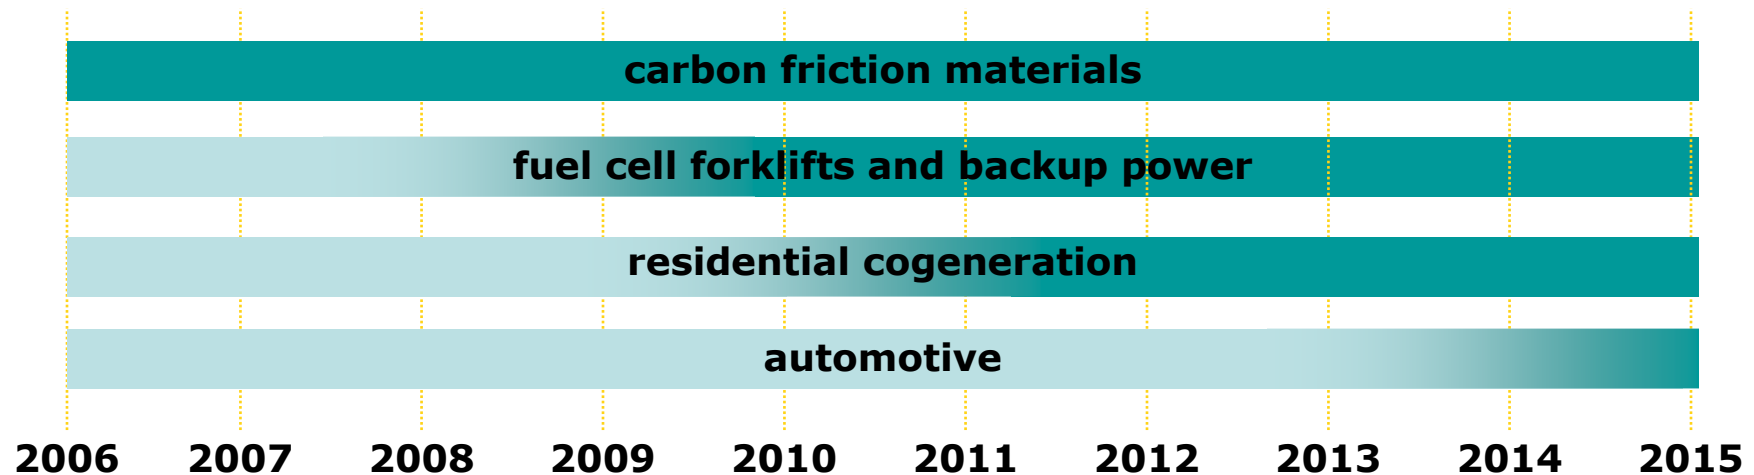 carbon friction materials
fuel cell forklifts and backup power
residential cogeneration
automotive
2006 2007 2008 2009 2010 2011 2012 2013 2014 2015